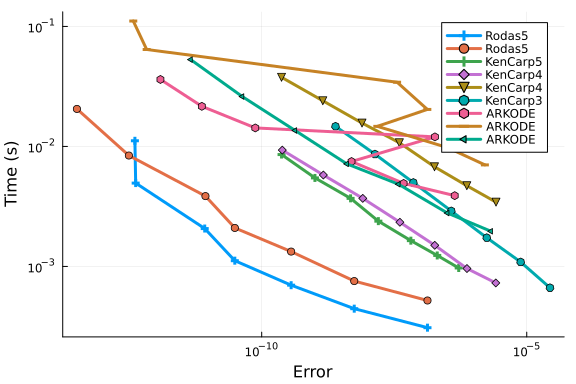 10⁻¹
10⁻²
10⁻³
Time (s)
10⁻¹⁰
10⁻⁵
Error
Rodas5
Rodas5
KenCarp5
KenCarp4
KenCarp4
KenCarp3
ARKODE
ARKODE
ARKODE